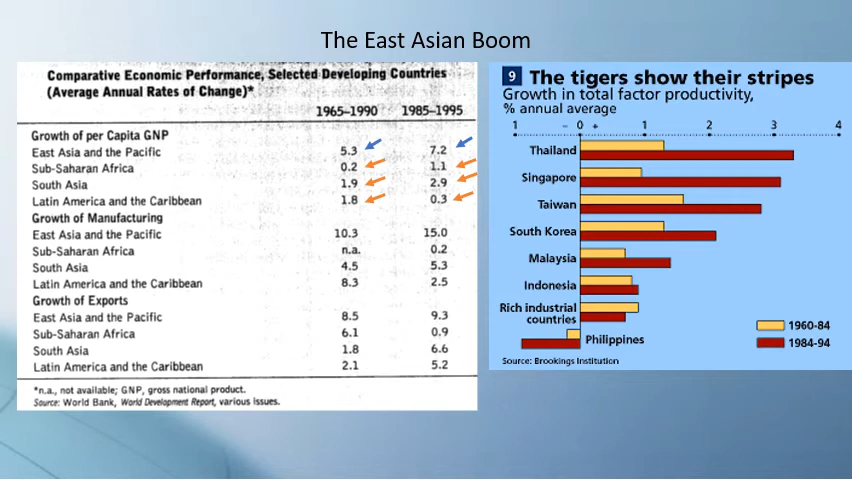 The East Asian Boom
Comparative Economic Performance, Selected Developing Countries
(Average Annual Rates of Change)*
1965–1990 1985–1995
Growth of per Capita GNP
East Asia and the Pacific 5.3 7.2
Sub-Saharan Africa 0.2 1.1
South Asia 1.9 2.9
Latin America and the Caribbean 1.8 0.3
Growth of Manufacturing
East Asia and the Pacific 10.3 15.0
Sub-Saharan Africa n.a. 0.2
South Asia 4.5 5.3
Latin America and the Caribbean 8.3 2.5
Growth of Exports
East Asia and the Pacific 8.5 9.3
Sub-Saharan Africa 6.1 0.9
South Asia 1.8 6.6
Latin America and the Caribbean 2.1 5.2
*n.a., not available; GNP, gross national product.
Source: World Bank, World Development Report, various issues.
9 The tigers show their stripes
Growth in total factor productivity,
% annual average
1 – 0 + 1 2 3 4
Thailand
Singapore
Taiwan
South Korea
Malaysia
Indonesia
Rich industrial
countries
Philippines
1960-84
1984-94
Source: Brookings Institution